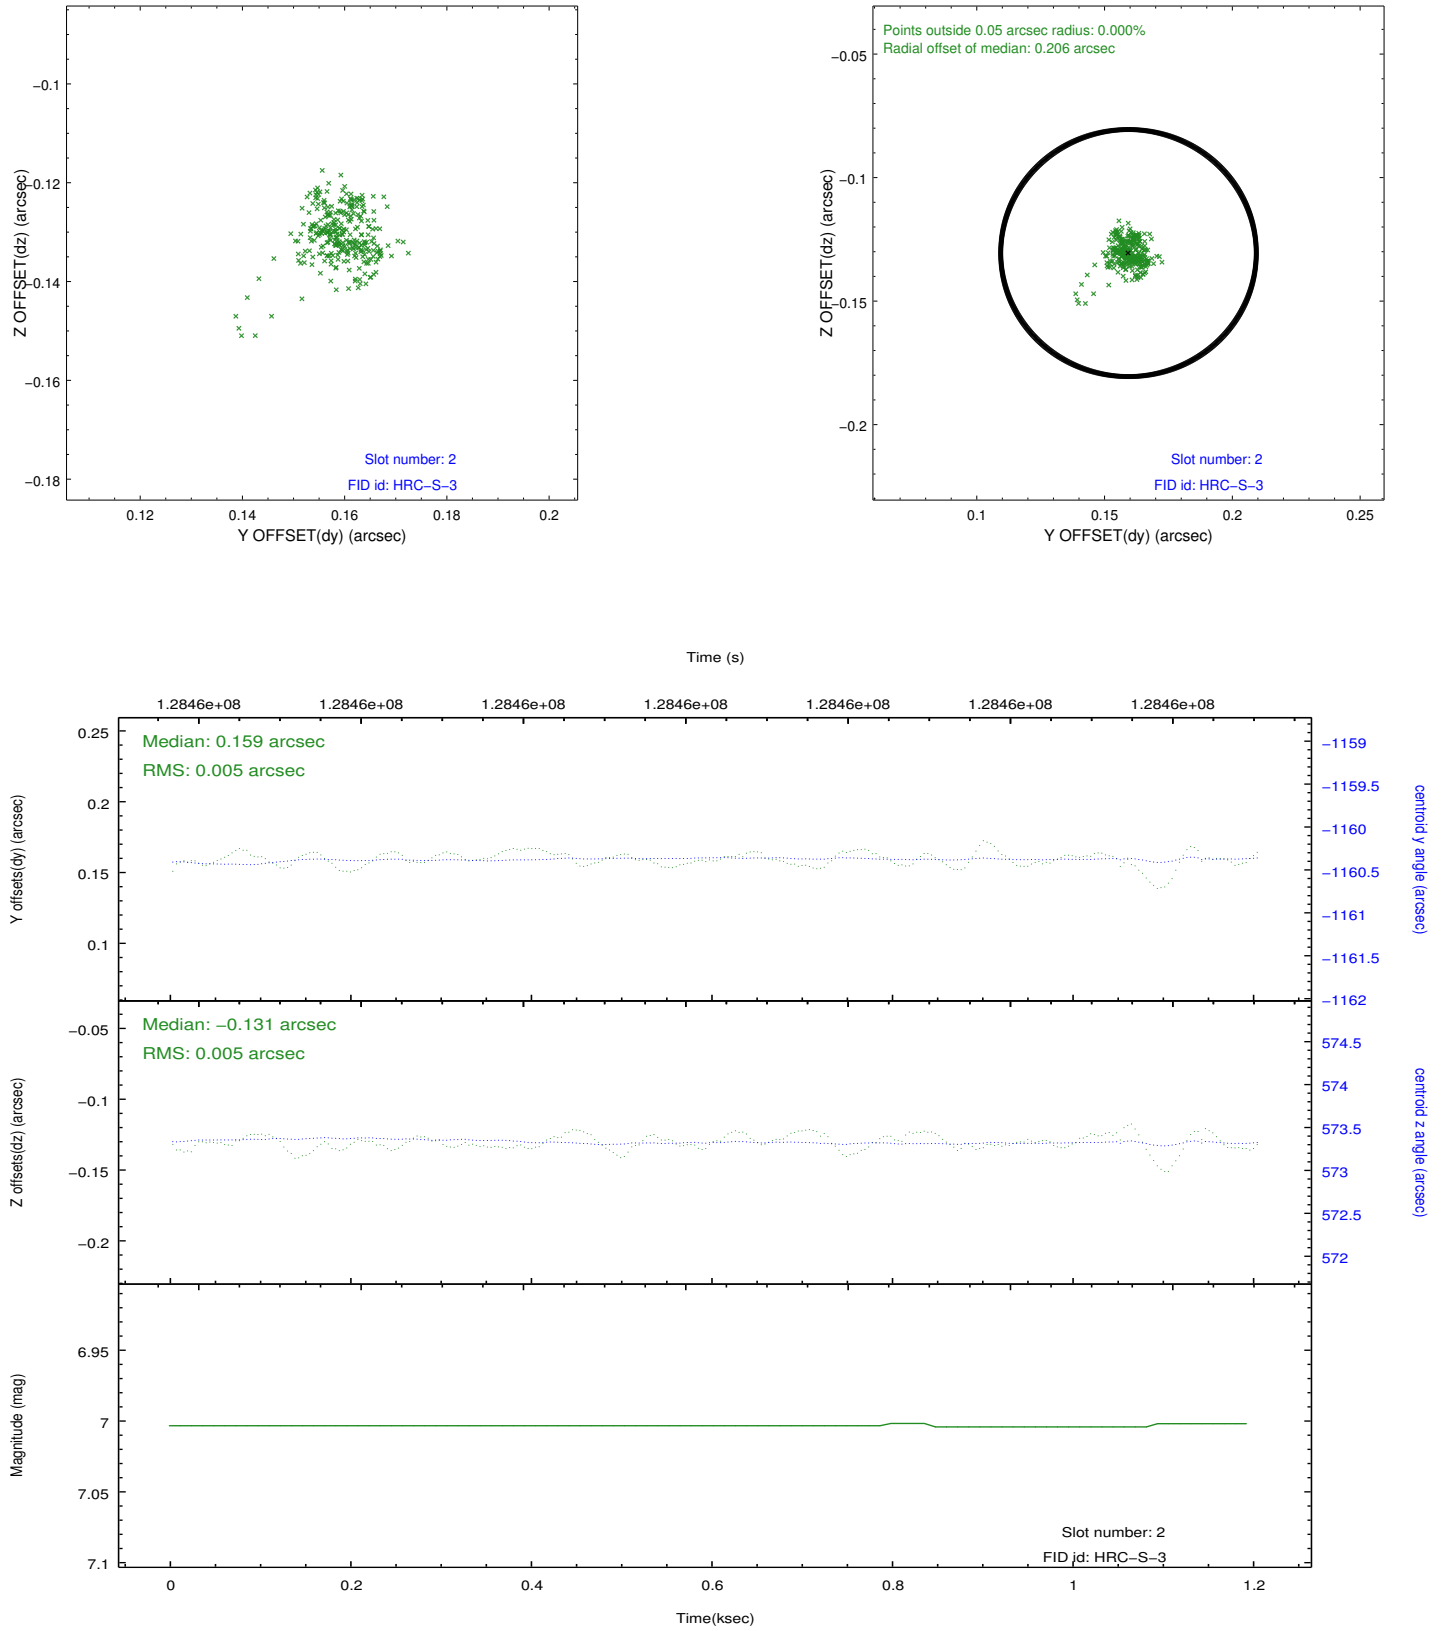 −0.1
−0.12
−0.14
−0.16
−0.18
Z OFFSET(dz) (arcsec)
0.12 0.14 0.16 0.18 0.2
Y OFFSET(dy) (arcsec)
Slot number: 2
FID id: HRC−S−3
Points outside 0.05 arcsec radius: 0.000%
Radial offset of median: 0.206 arcsec
−0.05
−0.1
−0.15
−0.2
Z OFFSET(dz) (arcsec)
0.1 0.15 0.2 0.25
Y OFFSET(dy) (arcsec)
Slot number: 2
FID id: HRC−S−3
Time (s)
1.2846e+08 1.2846e+08 1.2846e+08 1.2846e+08 1.2846e+08 1.2846e+08 1.2846e+08
Median: 0.159 arcsec
RMS: 0.005 arcsec
0.25
0.2
0.15
0.1
Y offsets(dy) (arcsec)
−1159
−1159.5
−1160
−1160.5
−1161
−1161.5
−1162
centroid y angle (arcsec)
Median: −0.131 arcsec
RMS: 0.005 arcsec
−0.05
−0.1
−0.15
−0.2
Z offsets(dz) (arcsec)
574.5
574
573.5
573
572.5
572
centroid z angle (arcsec)
6.95
7
7.05
7.1
Magnitude (mag)
Slot number: 2
FID id: HRC−S−3
0 0.2 0.4 0.6 0.8 1 1.2
Time(ksec)